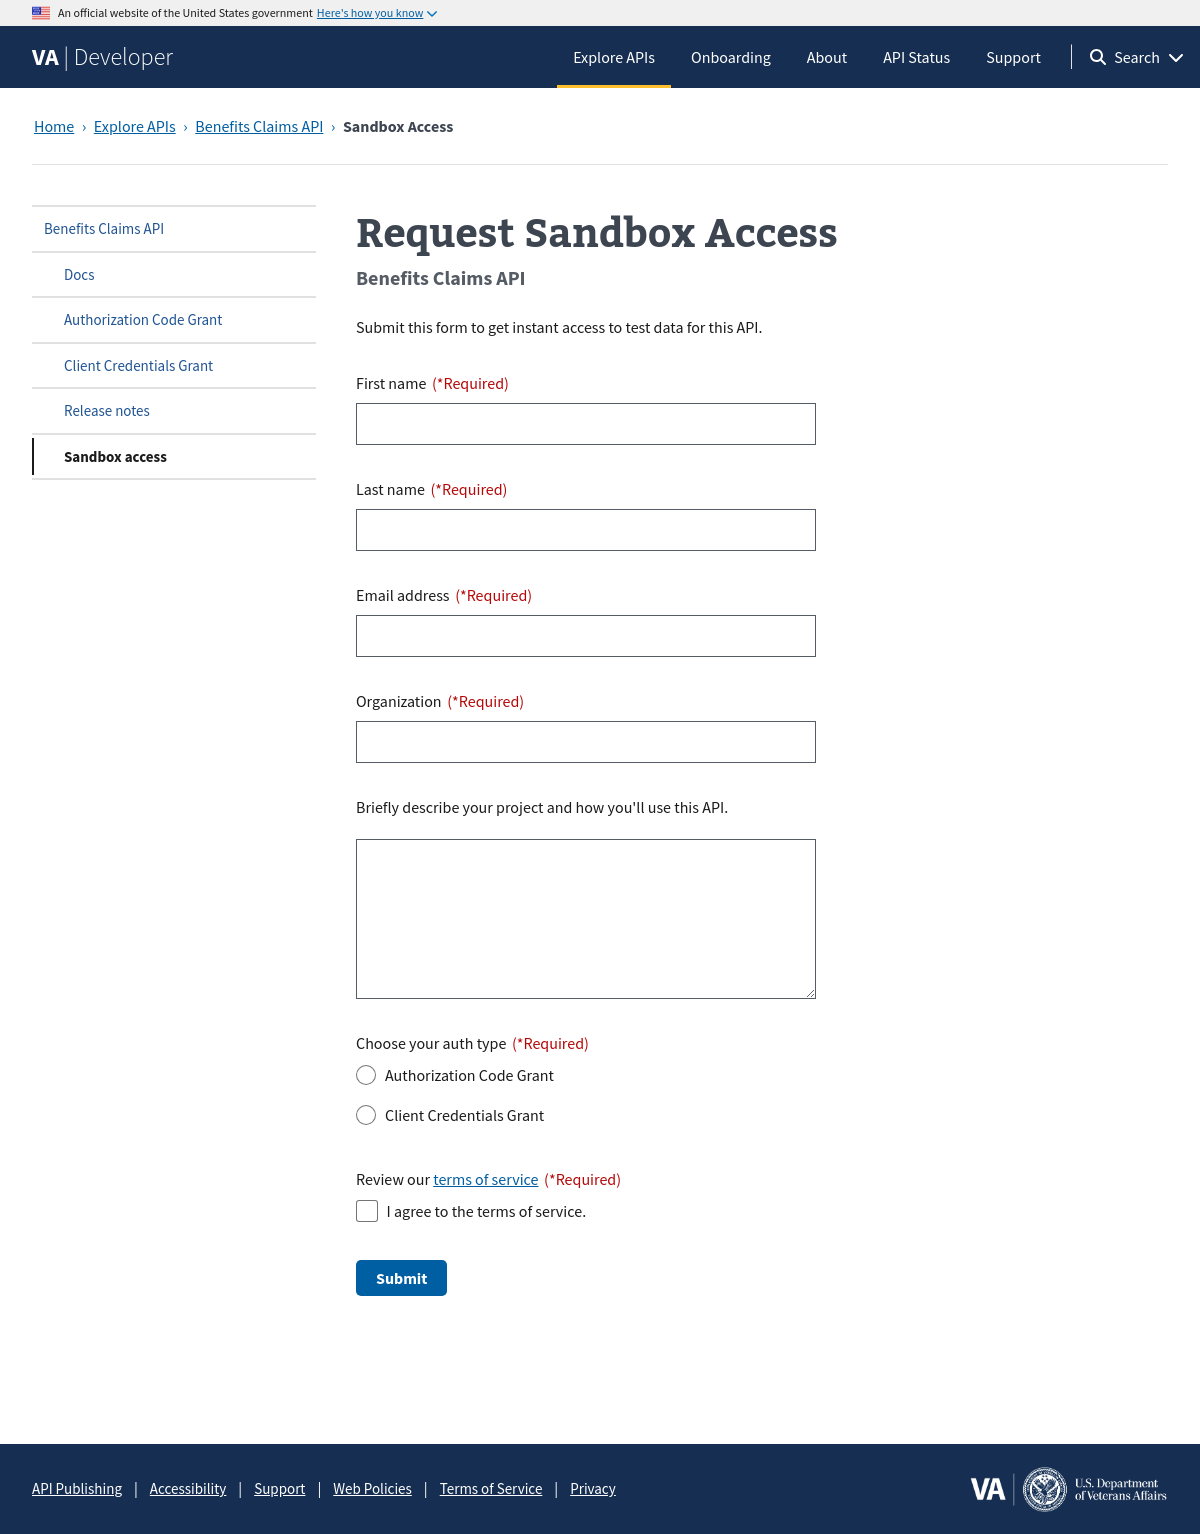 An official website of the United States government Here's how you know
VA | Developer
Explore APIs Onboarding About API Status Support Search
Home › Explore APIs › Benefits Claims API › Sandbox Access
Benefits Claims API
Docs
Authorization Code Grant
Client Credentials Grant
Release notes
Sandbox access
Request Sandbox Access
Benefits Claims API
Submit this form to get instant access to test data for this API.
First name (*Required)
Last name (*Required)
Email address (*Required)
Organization (*Required)
Briefly describe your project and how you'll use this API.
Choose your auth type (*Required)
Authorization Code Grant
Client Credentials Grant
Review our terms of service (*Required)
I agree to the terms of service.
Submit
API Publishing | Accessibility | Support | Web Policies | Terms of Service | Privacy
VA
U.S. Department
of Veterans Affairs